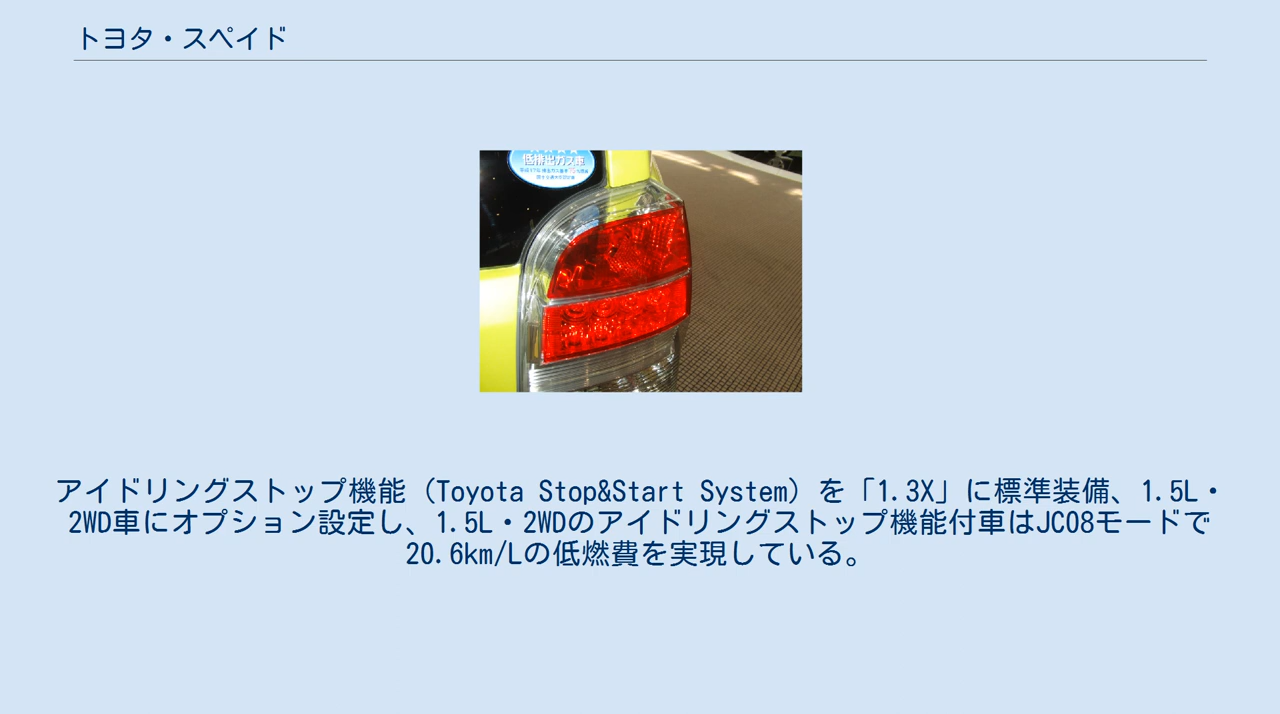 トヨタ・スペイド
低排出ガス車
アイドリングストップ機能（Toyota Stop&Start System）を「1.3X」に標準装備、1.5L・
2WD車にオプション設定し、1.5L・2WDのアイドリングストップ機能付車はJC08モードで
20.6km/Lの低燃費を実現している。